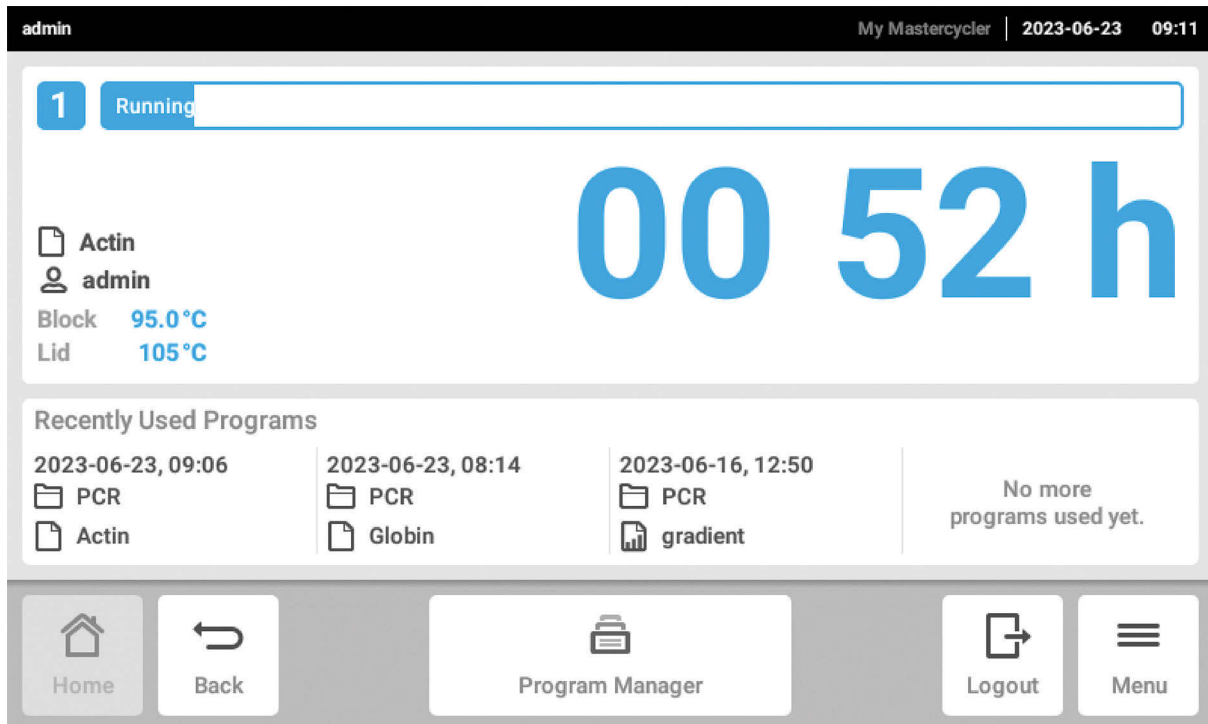 admin My Mastercycler 2023-06-23 09:11
1 Running
00 52 h
Actin
admin
Block 95.0°C
Lid 105°C
Recently Used Programs
2023-06-23, 09:06
PCR
Actin
2023-06-23, 08:14
PCR
Globin
2023-06-16, 12:50
PCR
gradient
No more
programs used yet.
Home Back Program Manager Logout Menu